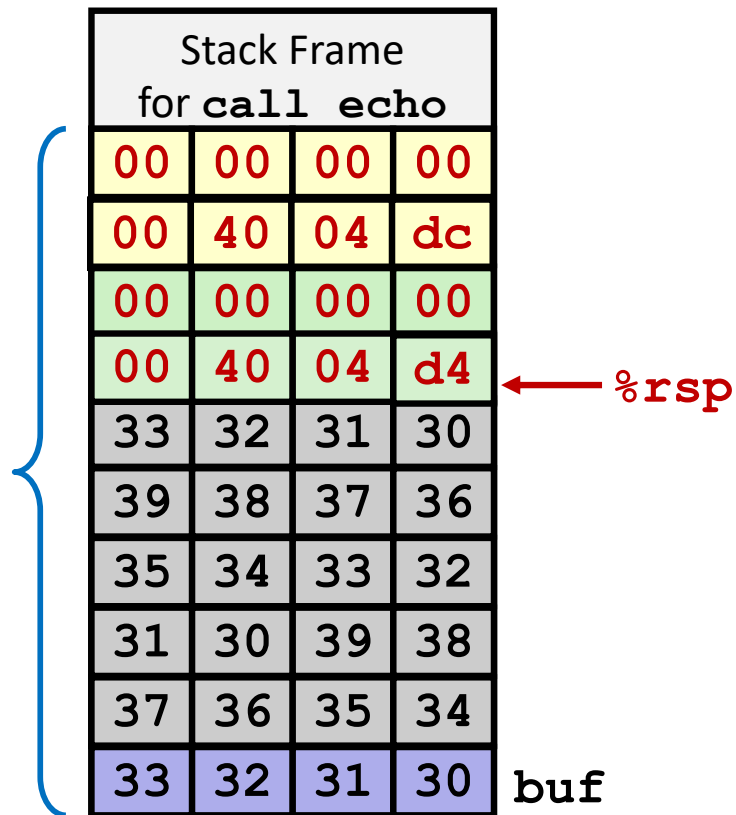 Stack Frame
for call echo
00 00 00 00
00 40 04 dc
00 00 00 00
00 40 04 d4
%rsp
33 32 31 30
39 38 37 36
35 34 33 32
31 30 39 38
37 36 35 34
33 32 31 30
buf